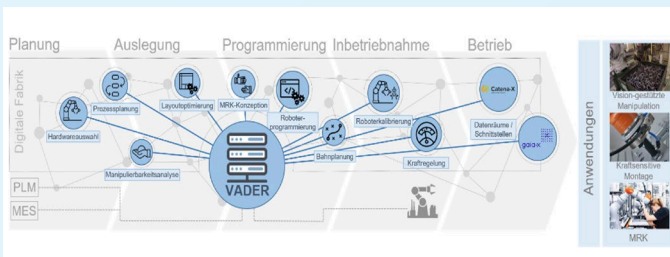 Planung
Auslegung
Programmierung
Inbetriebnahme
Betrieb
Digitale Fabrik
Hardwareauswahl
Prozessplanung
Layoutoptimierung
MRK-Konzeption
Roboter-
programmierung
Roboterkalibrierung
Catena-X
Datenräume /
Schnittstellen
gaia-x
Manipulierbarkeitsanalyse
Bahnplanung
Kraftregelung
VADER
PLM
MES
Anwendungen
Vision-gestützte
Manipulation
Kraftsensitive
Montage
MRK